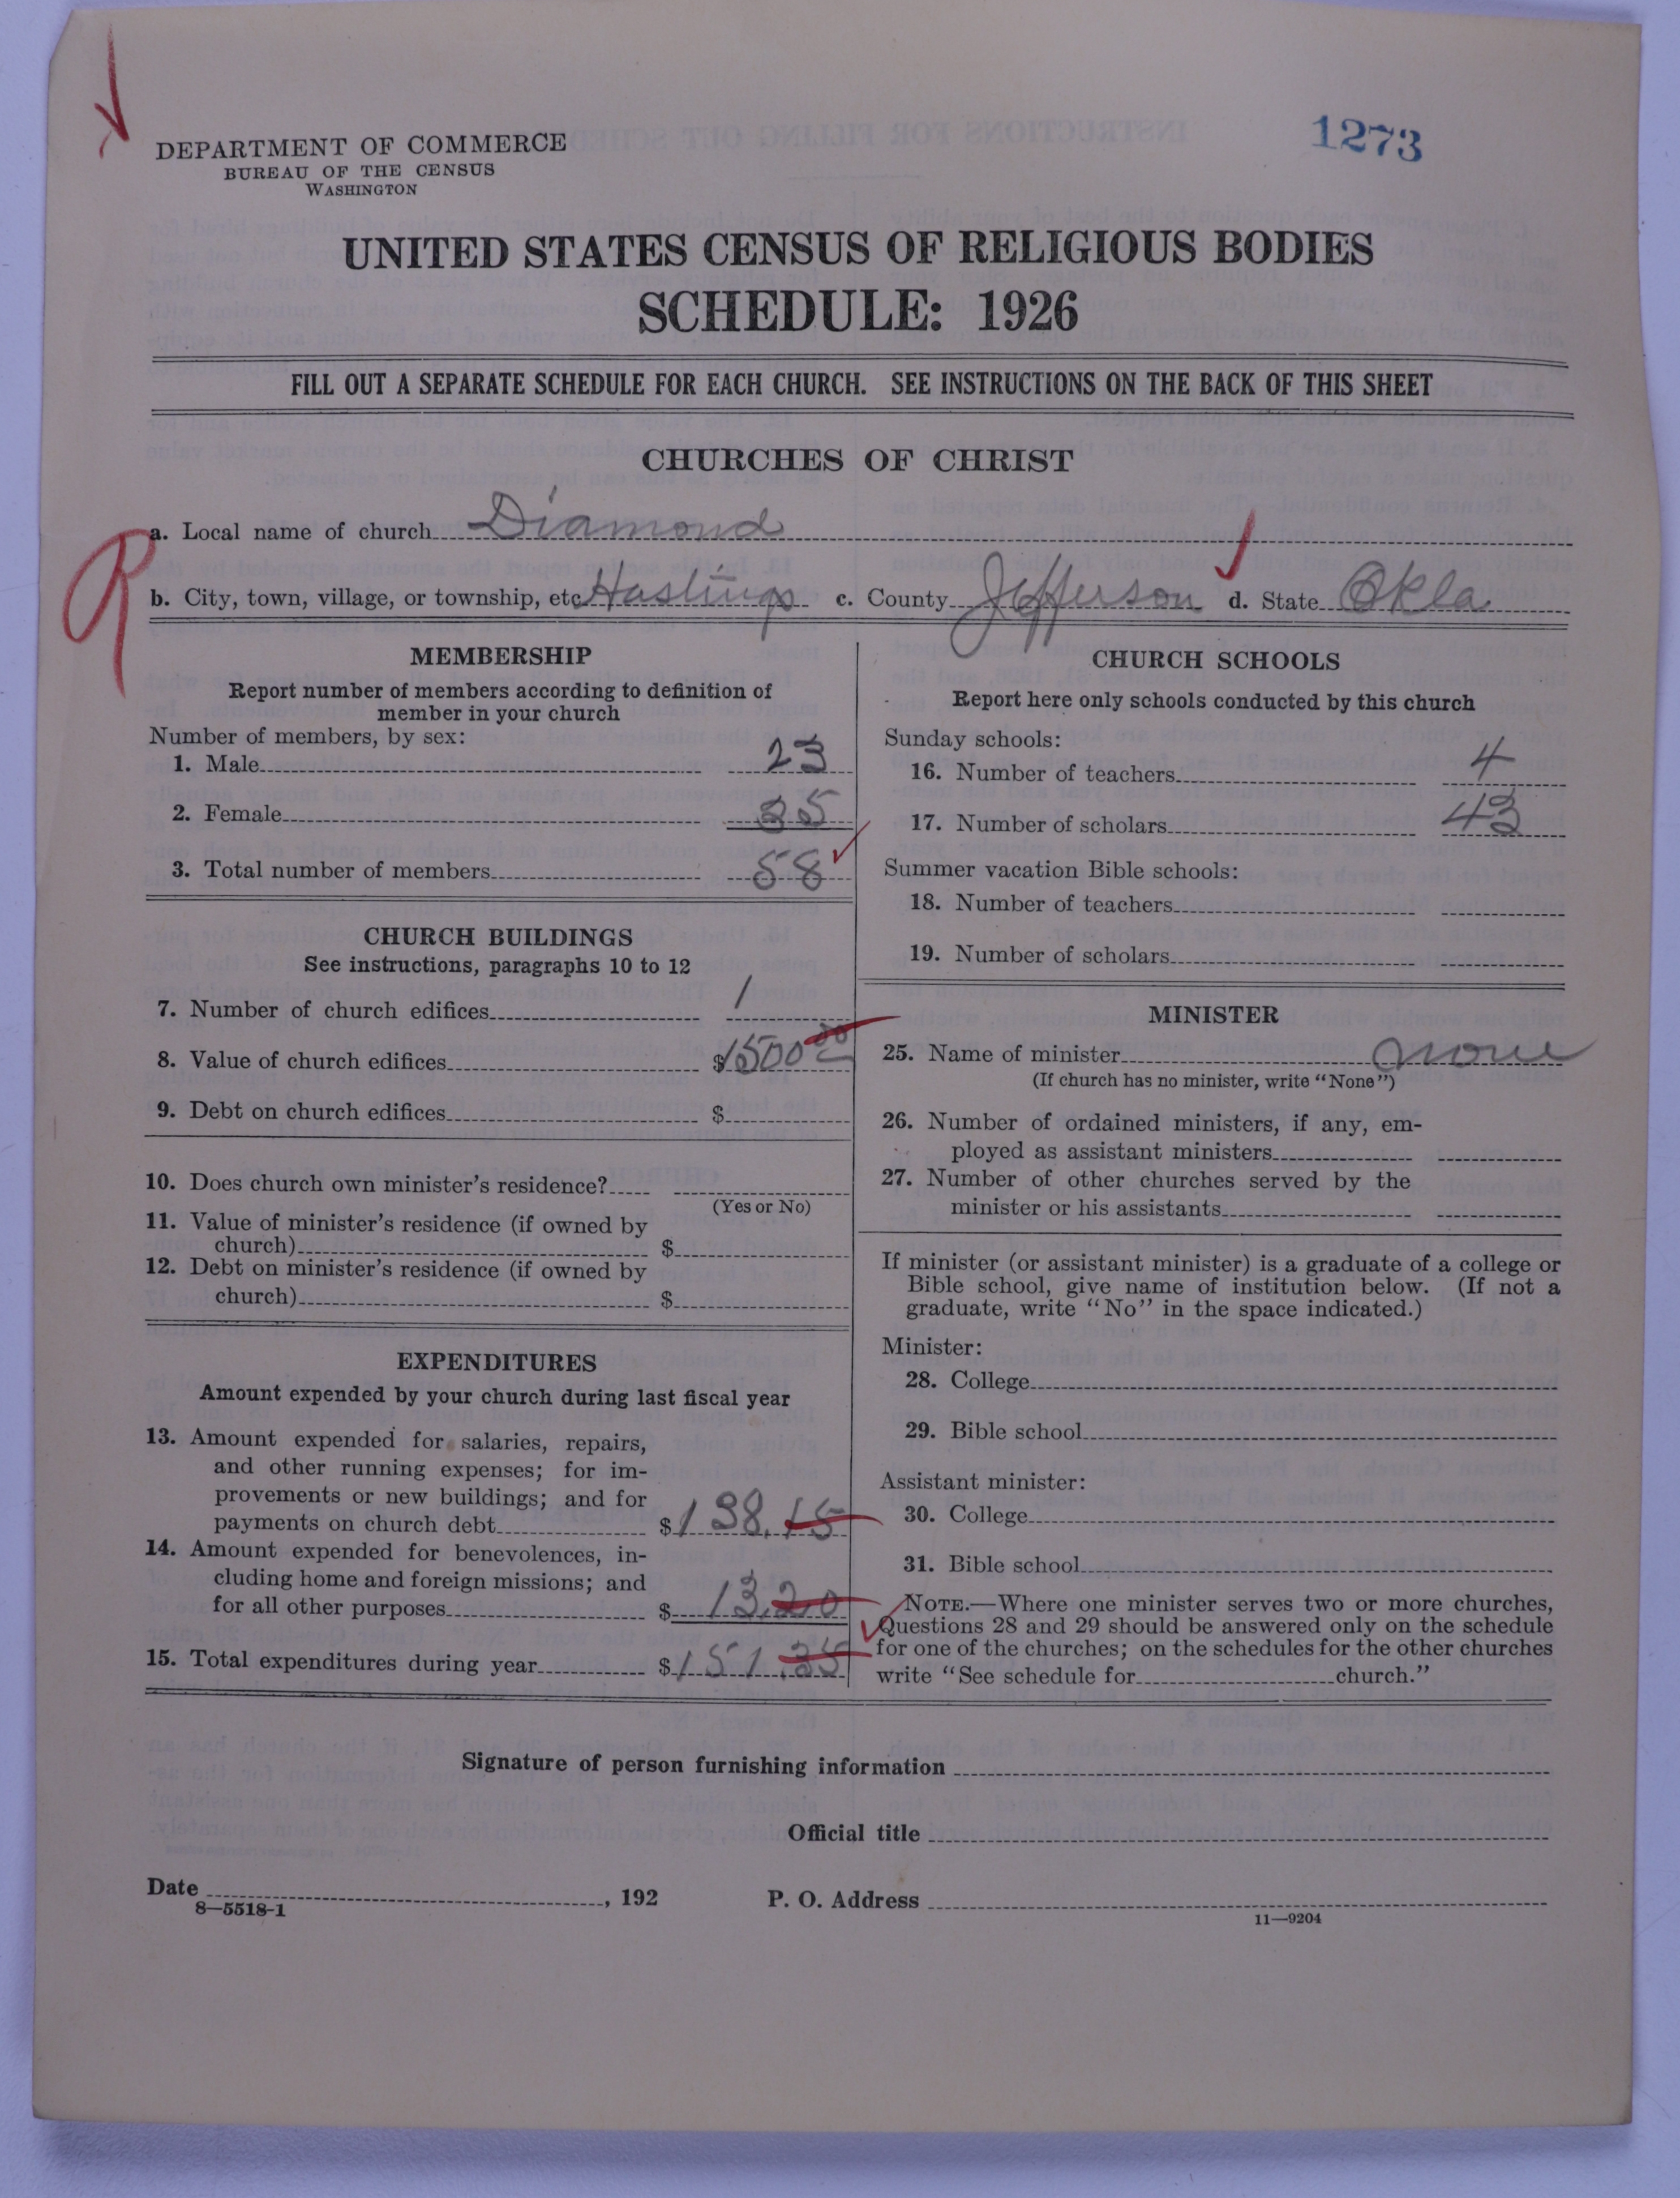 1273
DEPARTMENT OF COMMERCE
BUREAU OF THE CENSUS
WASHINGTON
UNITED STATES CENSUS OF RELIGIOUS BODIES
SCHEDULE: 1926
FILL OUT A SEPARATE SCHEDULE FOR EACH CHURCH. SEE INSTRUCTIONS ON THE BACK OF THIS SHEET
CHURCHES OF CHRIST
R
a. Local name of church Diamond
b. City, town, village, or township, etc Hastings c. County Jefferson d. State Okla
MEMBERSHIP
Report number of members according to definition of
member in your church
Number of members, by sex:
1. Male 23
2. Female 35
3. Total number of members 58
CHURCH BUILDINGS
See instructions, paragraphs 10 to 12
7. Number of church edifices 1
8. Value of church edifices $1500 00
9. Debt on church edifices $
10. Does church own minister's residence?
(Yes or No)
11. Value of minister's residence (if owned by
church) $
12. Debt on minister's residence (if owned by
church) $
EXPENDITURES
Amount expended by your church during last fiscal year
13. Amount expended for salaries, repairs,
and other running expenses; for im-
provements or new buildings; and for
payments on church debt $138.15
14. Amount expended for benevolences, in-
cluding home and foreign missions; and
for all other purposes $13.20
15. Total expenditures during year $151.35
CHURCH SCHOOLS
Report here only schools conducted by this church
Sunday schools:
16. Number of teachers 4
17. Number of scholars 43
Summer vacation Bible schools:
18. Number of teachers
19. Number of scholars
MINISTER
25. Name of minister none
(If church has no minister, write "None")
26. Number of ordained ministers, if any, em-
ployed as assistant ministers
27. Number of other churches served by the
minister or his assistants
If minister (or assistant minister) is a graduate of a college or
Bible school, give name of institution below. (If not a
graduate, write "No" in the space indicated.)
Minister:
28. College
29. Bible school
Assistant minister:
30. College
31. Bible school
NOTE.—Where one minister serves two or more churches,
Questions 28 and 29 should be answered only on the schedule
for one of the churches; on the schedules for the other churches
write "See schedule for church."
Signature of person furnishing information
Official title
Date , 192 P. O. Address
8—5518-1
11—9204